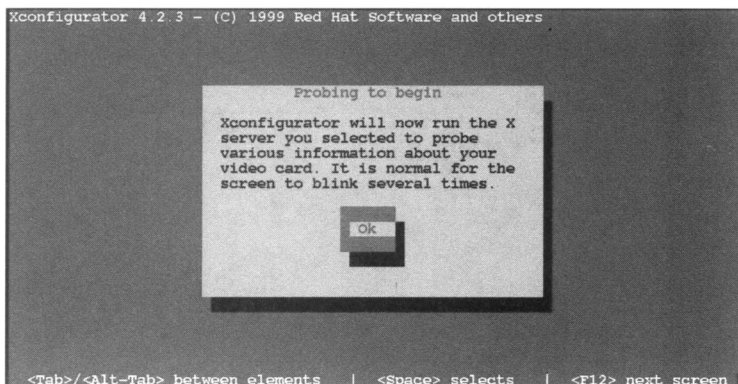 Xconfigurator 4.2.3 - (C) 1999 Red Hat Software and others
Probing to begin
Xconfigurator will now run the X
server you selected to probe
various information about your
video card. It is normal for the
screen to blink several times.
Ok
<Tab>/<Alt-Tab> between elements | <Space> selects | <F12> next screen